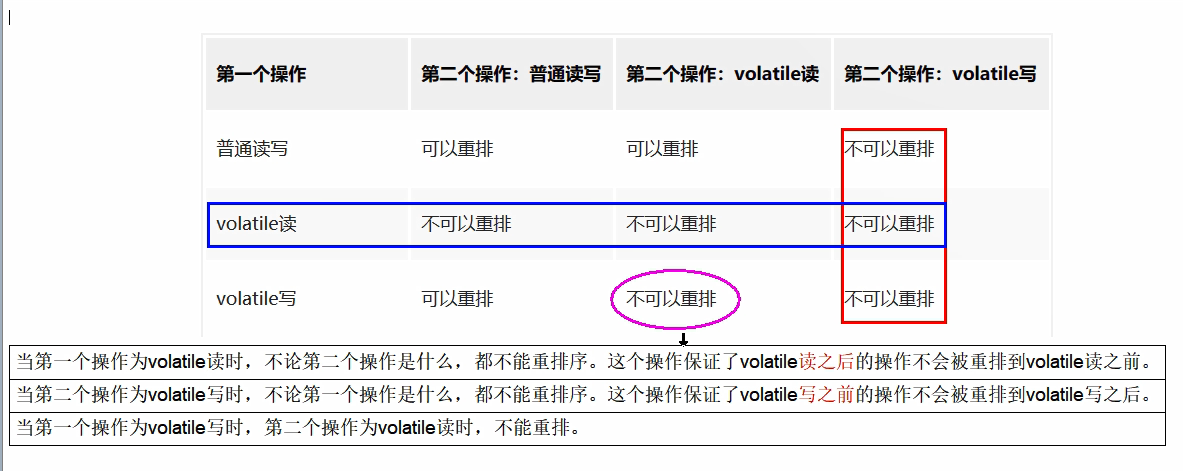 第一个操作 第二个操作：普通读写 第二个操作：volatile读 第二个操作：volatile写
普通读写 可以重排 可以重排 不可以重排
volatile读 不可以重排 不可以重排 不可以重排
volatile写 可以重排 不可以重排 不可以重排
当第一个操作为volatile读时，不论第二个操作是什么，都不能重排序。这个操作保证了volatile读之后的操作不会被重排到volatile读之前。
当第二个操作为volatile写时，不论第一个操作是什么，都不能重排序。这个操作保证了volatile写之前的操作不会被重排到volatile写之后。
当第一个操作为volatile写时，第二个操作为volatile读时，不能重排。